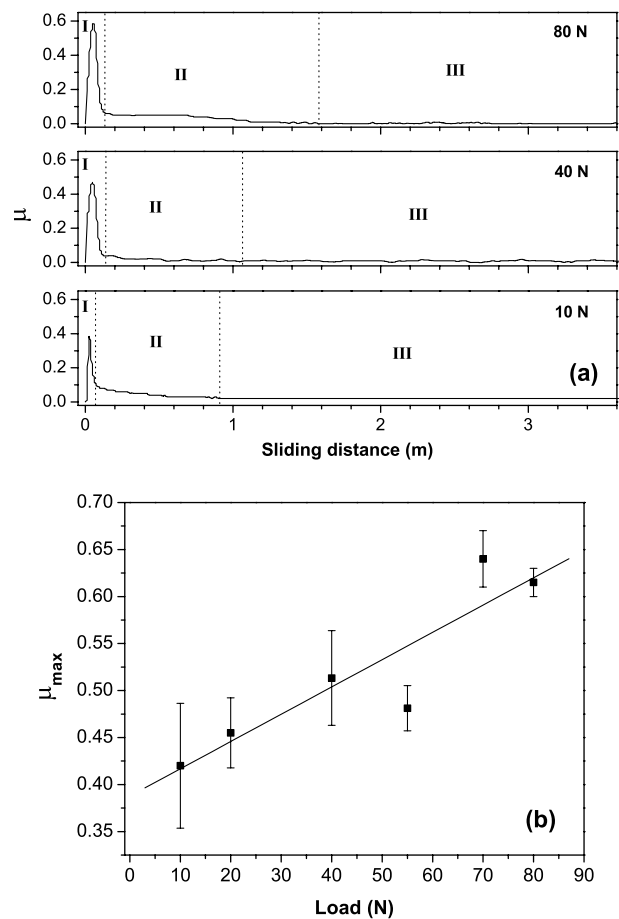 0.6
I
80 N
0.4
II
III
0.2
0.0
0.6
I
40 N
0.4
II
III
0.2
0.0
μ
0.6
I
10 N
0.4
II
III
0.2
(a)
0.0
0 1 2 3
Sliding distance (m)
0.70
0.65
0.60
0.55
0.50
0.45
0.40
0.35
μmax
(b)
0 10 20 30 40 50 60 70 80 90
Load (N)